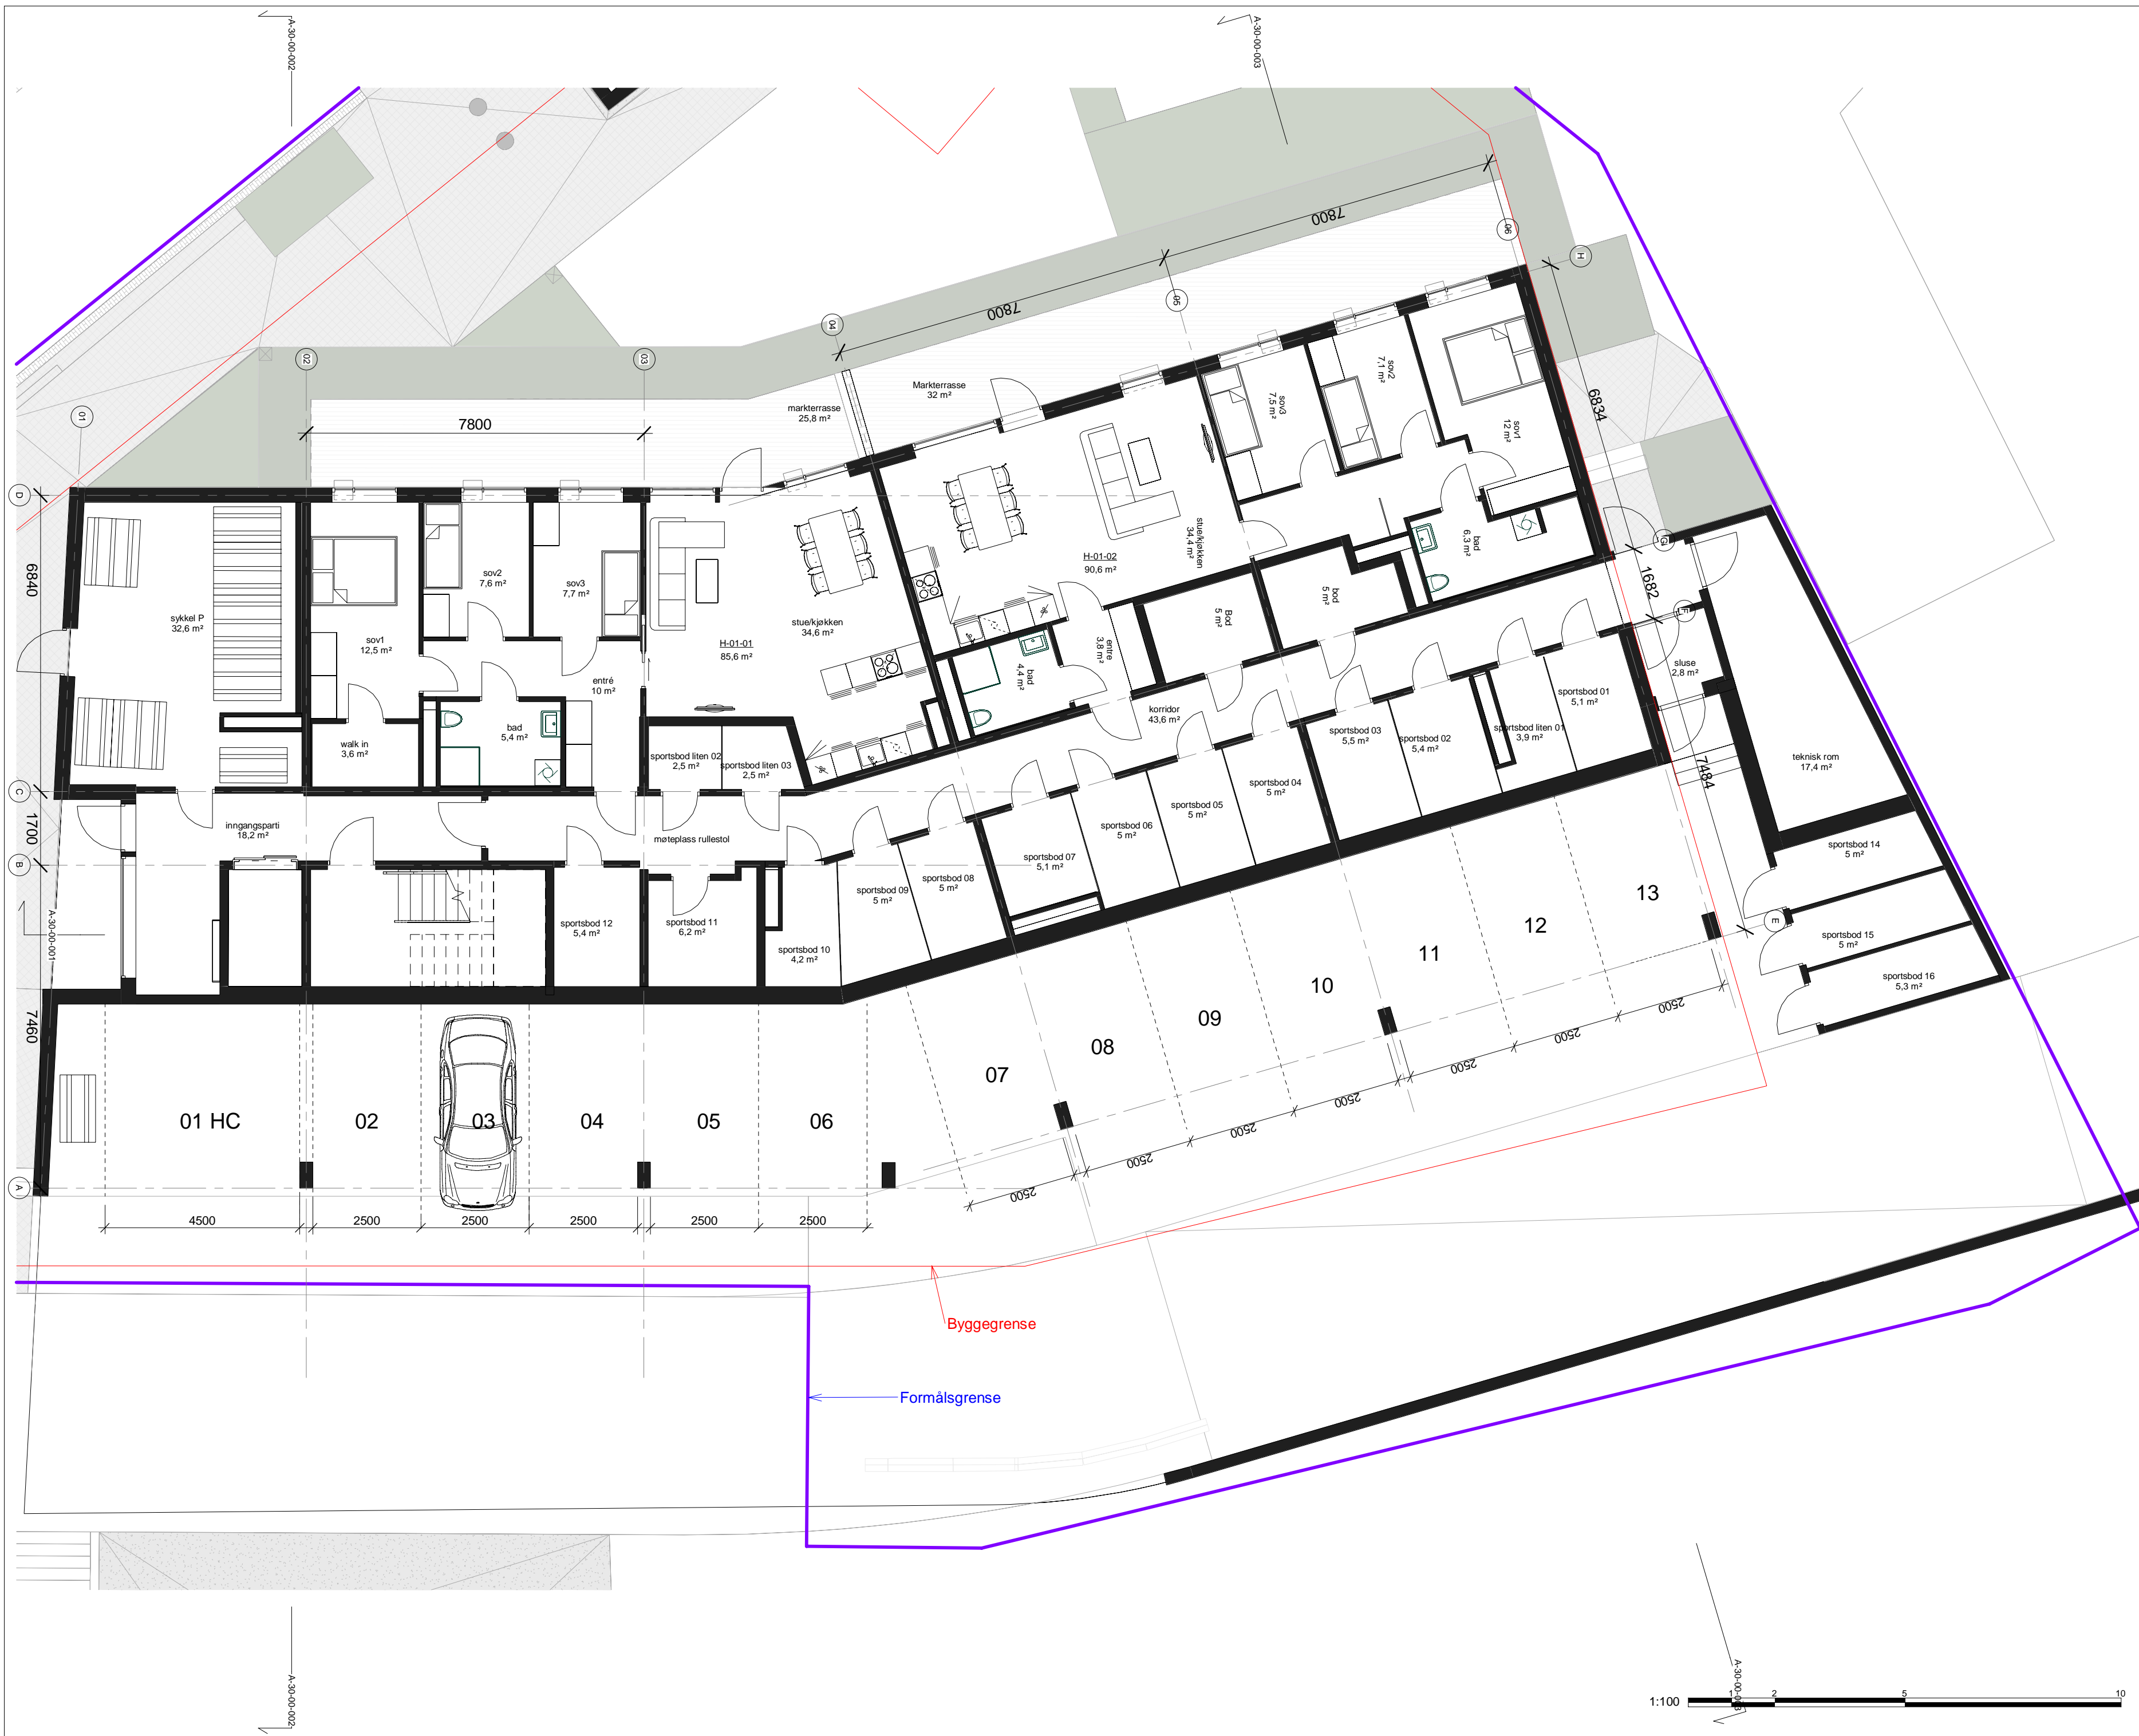 A-30-00-002
A-30-00-003
7800
7800
06
H
05
04
02
03
01
Markterrasse
32 m²
markterrasse
25,8 m²
7800
D
6840
sykkel P
32,6 m²
sov1
12,5 m²
sov2
7,6 m²
sov3
7,7 m²
walk in
3,6 m²
bad
5,4 m²
entré
10 m²
H-01-01
85,6 m²
stue/kjøkken
34,6 m²
H-01-02
90,6 m²
stue/kjøkken
34,4 m²
sov3
7,5 m²
sov2
7,1 m²
sov1
12 m²
bad
6,3 m²
bod
5 m²
Bod
5 m²
entre
3,8 m²
bad
4,4 m²
korridor
43,6 m²
6834
G
1682
F
sluse
2,8 m²
teknisk rom
17,4 m²
7484
E
sportsbod 01
5,1 m²
sportsbod liten 01
3,9 m²
sportsbod 02
5,4 m²
sportsbod 03
5,5 m²
sportsbod 04
5 m²
sportsbod 05
5 m²
sportsbod 06
5 m²
sportsbod 07
5,1 m²
sportsbod 08
5 m²
sportsbod 09
5 m²
sportsbod 10
4,2 m²
sportsbod 11
6,2 m²
sportsbod 12
5,4 m²
sportsbod liten 02
2,5 m²
sportsbod liten 03
2,5 m²
sportsbod 14
5 m²
sportsbod 15
5 m²
sportsbod 16
5,3 m²
møteplass rullestol
inngangsparti
18,2 m²
C
1700
B
A-30-00-001
7460
A
01 HC
02
03
04
05
06
07
08
09
10
11
12
13
4500
2500
2500
2500
2500
2500
2500
2500
2500
2500
2500
2500
2500
Byggegrense
Formålsgrense
A-30-00-002
A-30-00-003
1:100
1
2
5
10